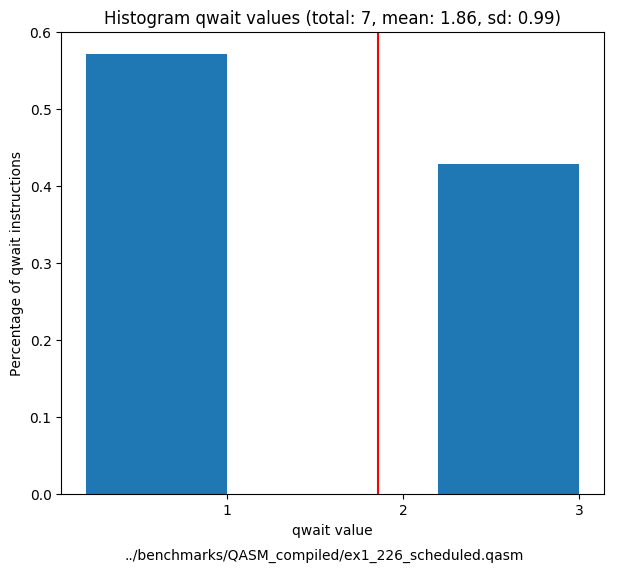 Histogram qwait values (total: 7, mean: 1.86, sd: 0.99)
0.6
0.5
0.4
0.3
0.2
0.1
0.0
Percentage of qwait instructions
1 2 3
qwait value
../benchmarks/QASM_compiled/ex1_226_scheduled.qasm